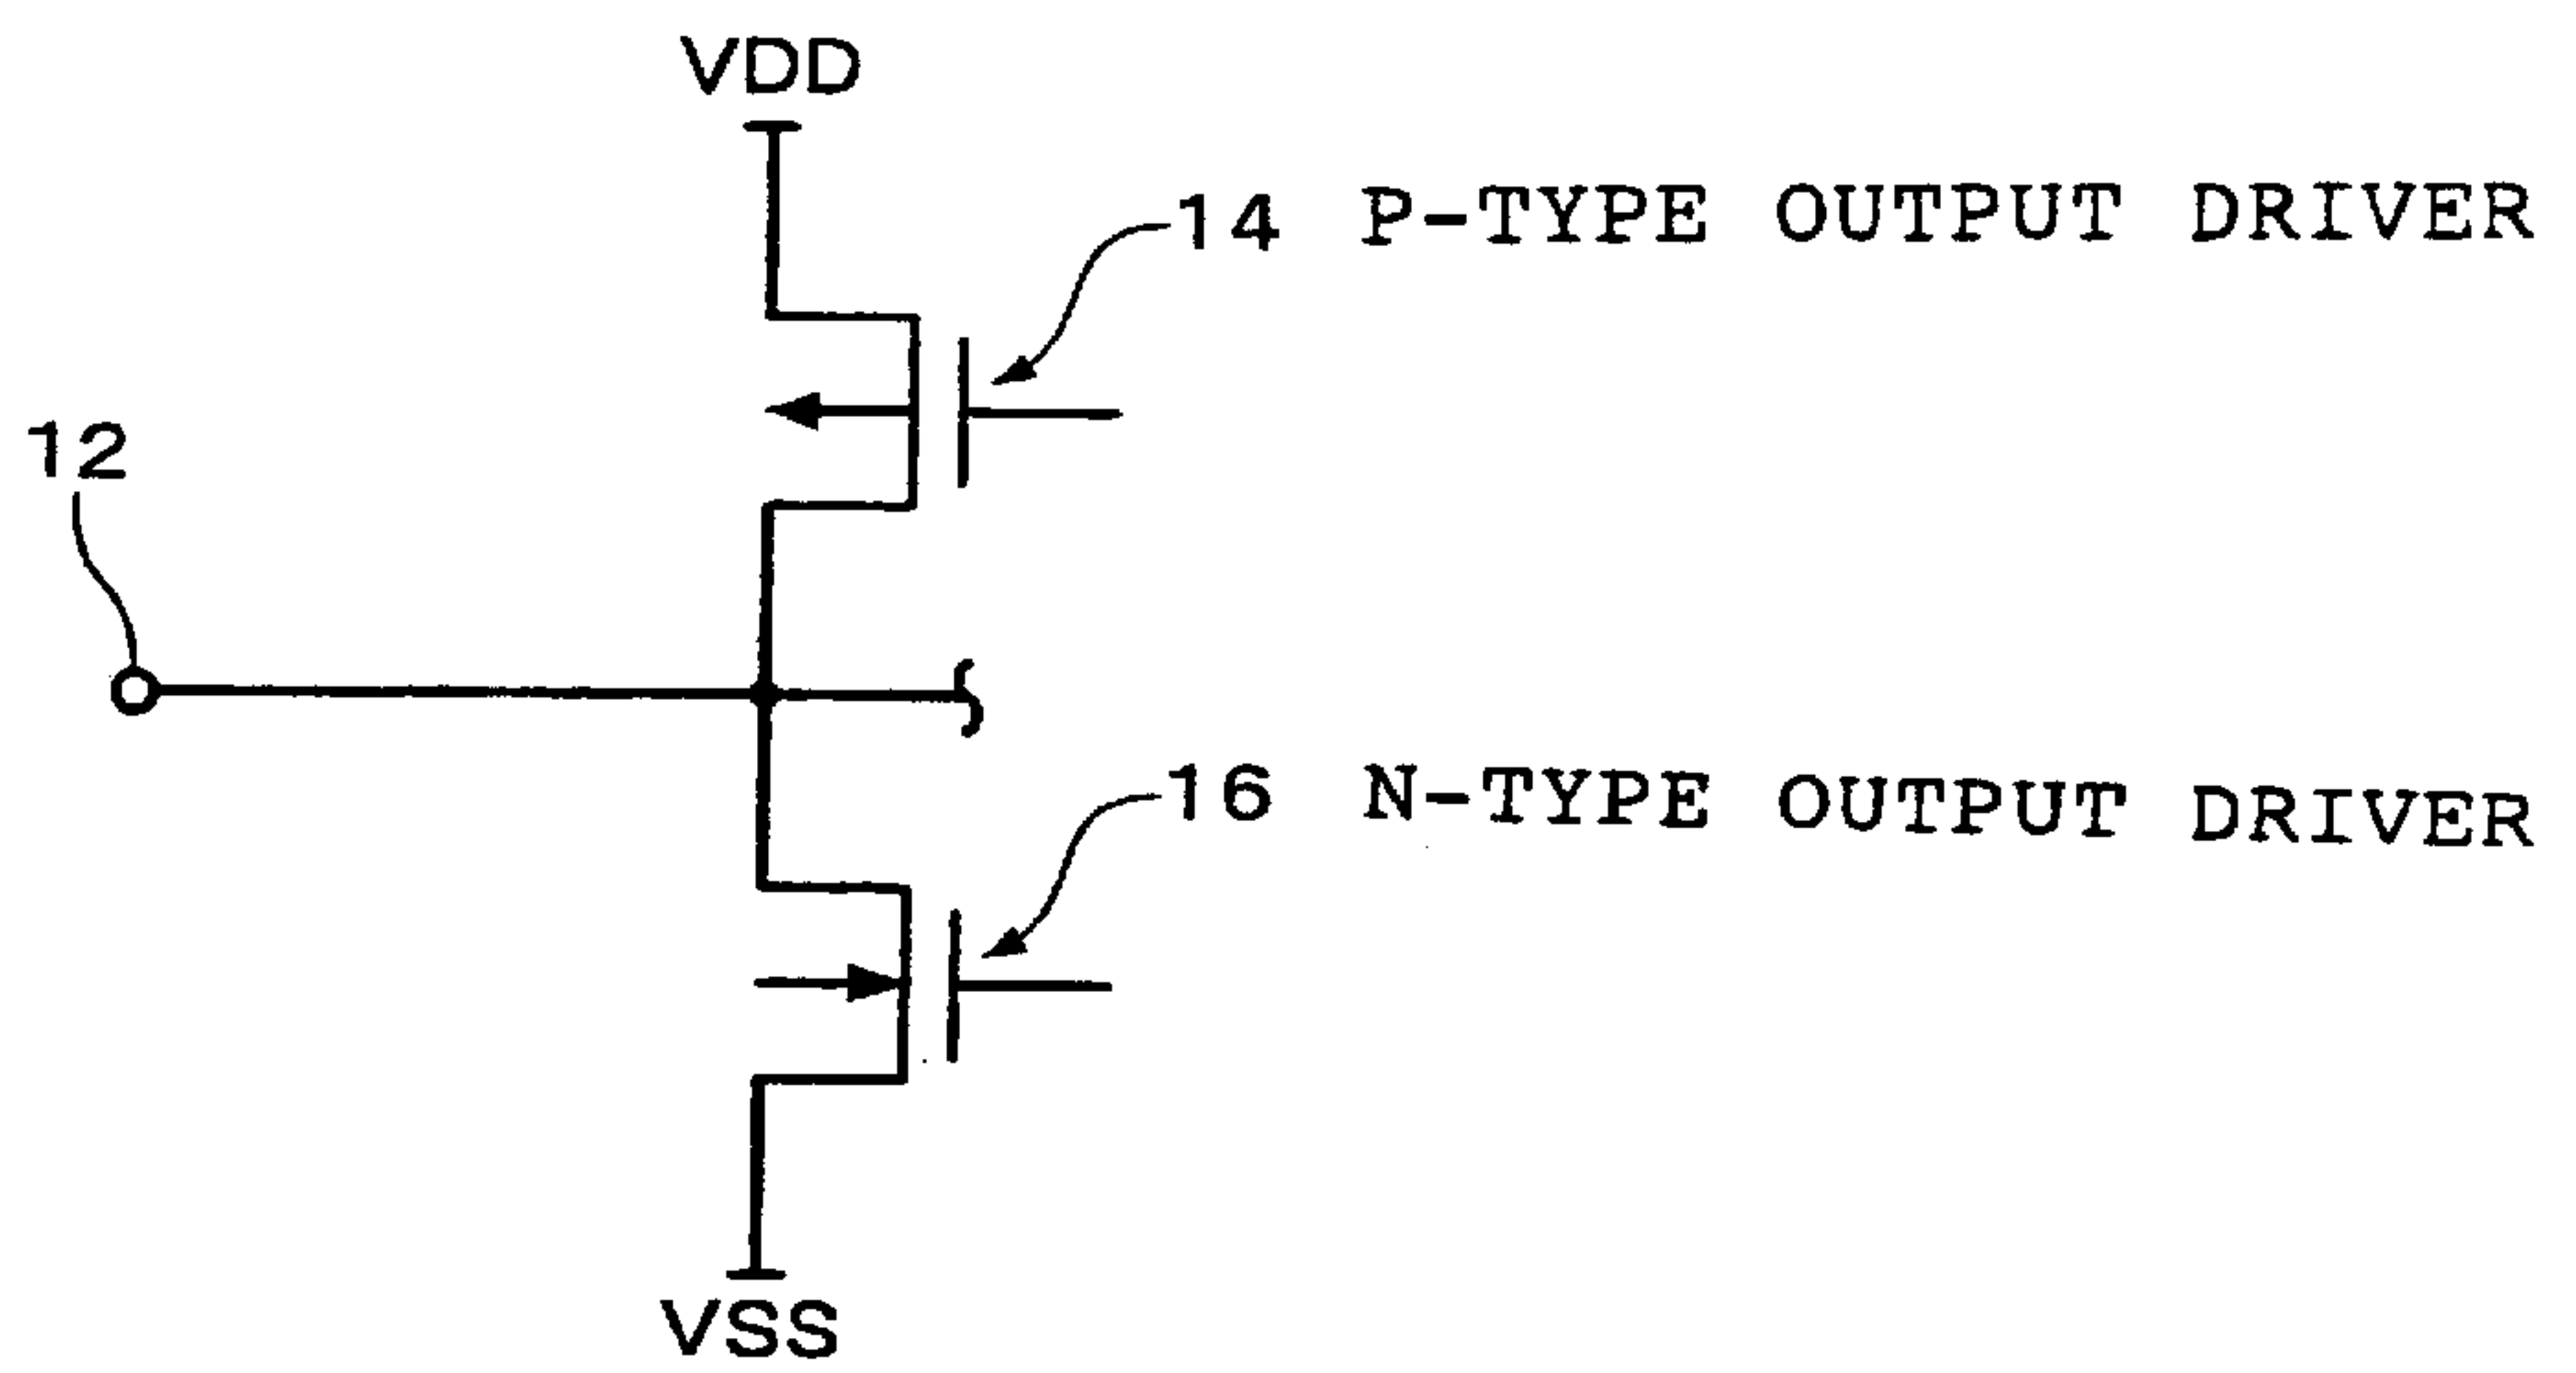 VDD
14 P-TYPE OUTPUT DRIVER
12
16 N-TYPE OUTPUT DRIVER
VSS